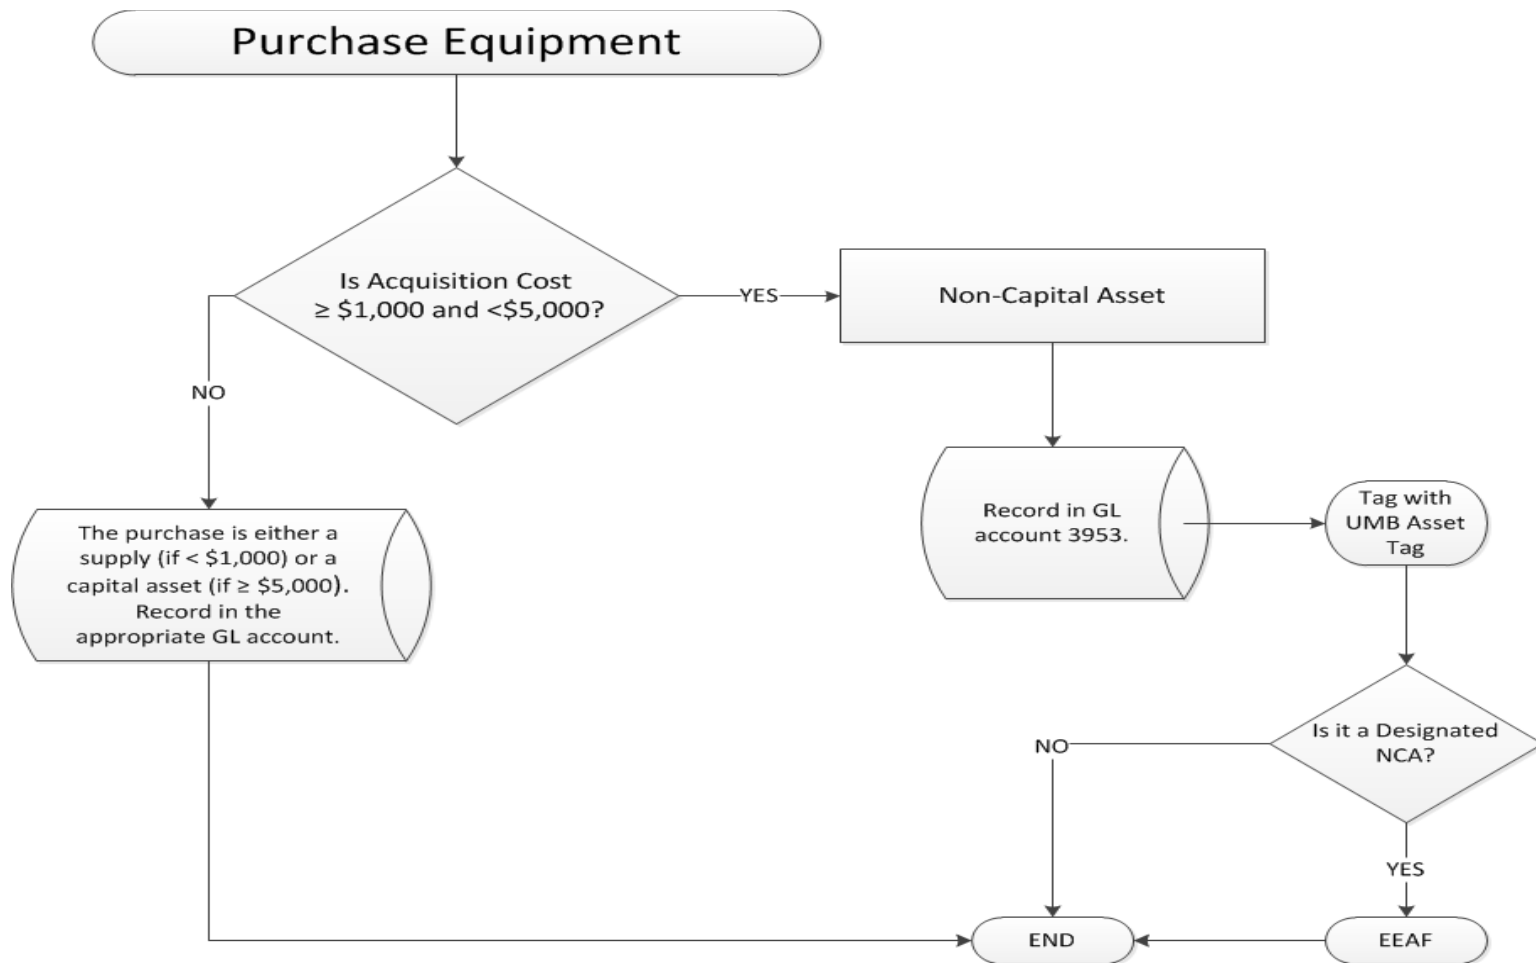 Purchase Equipment
Is Acquisition Cost
≥ $1,000 and <$5,000?
YES
Non-Capital Asset
NO
Record in GL
account 3953.
Tag with
UMB Asset
Tag
The purchase is either a
supply (if < $1,000) or a
capital asset (if ≥ $5,000).
Record in the
appropriate GL account.
Is it a Designated
NCA?
NO
YES
END
EEAF